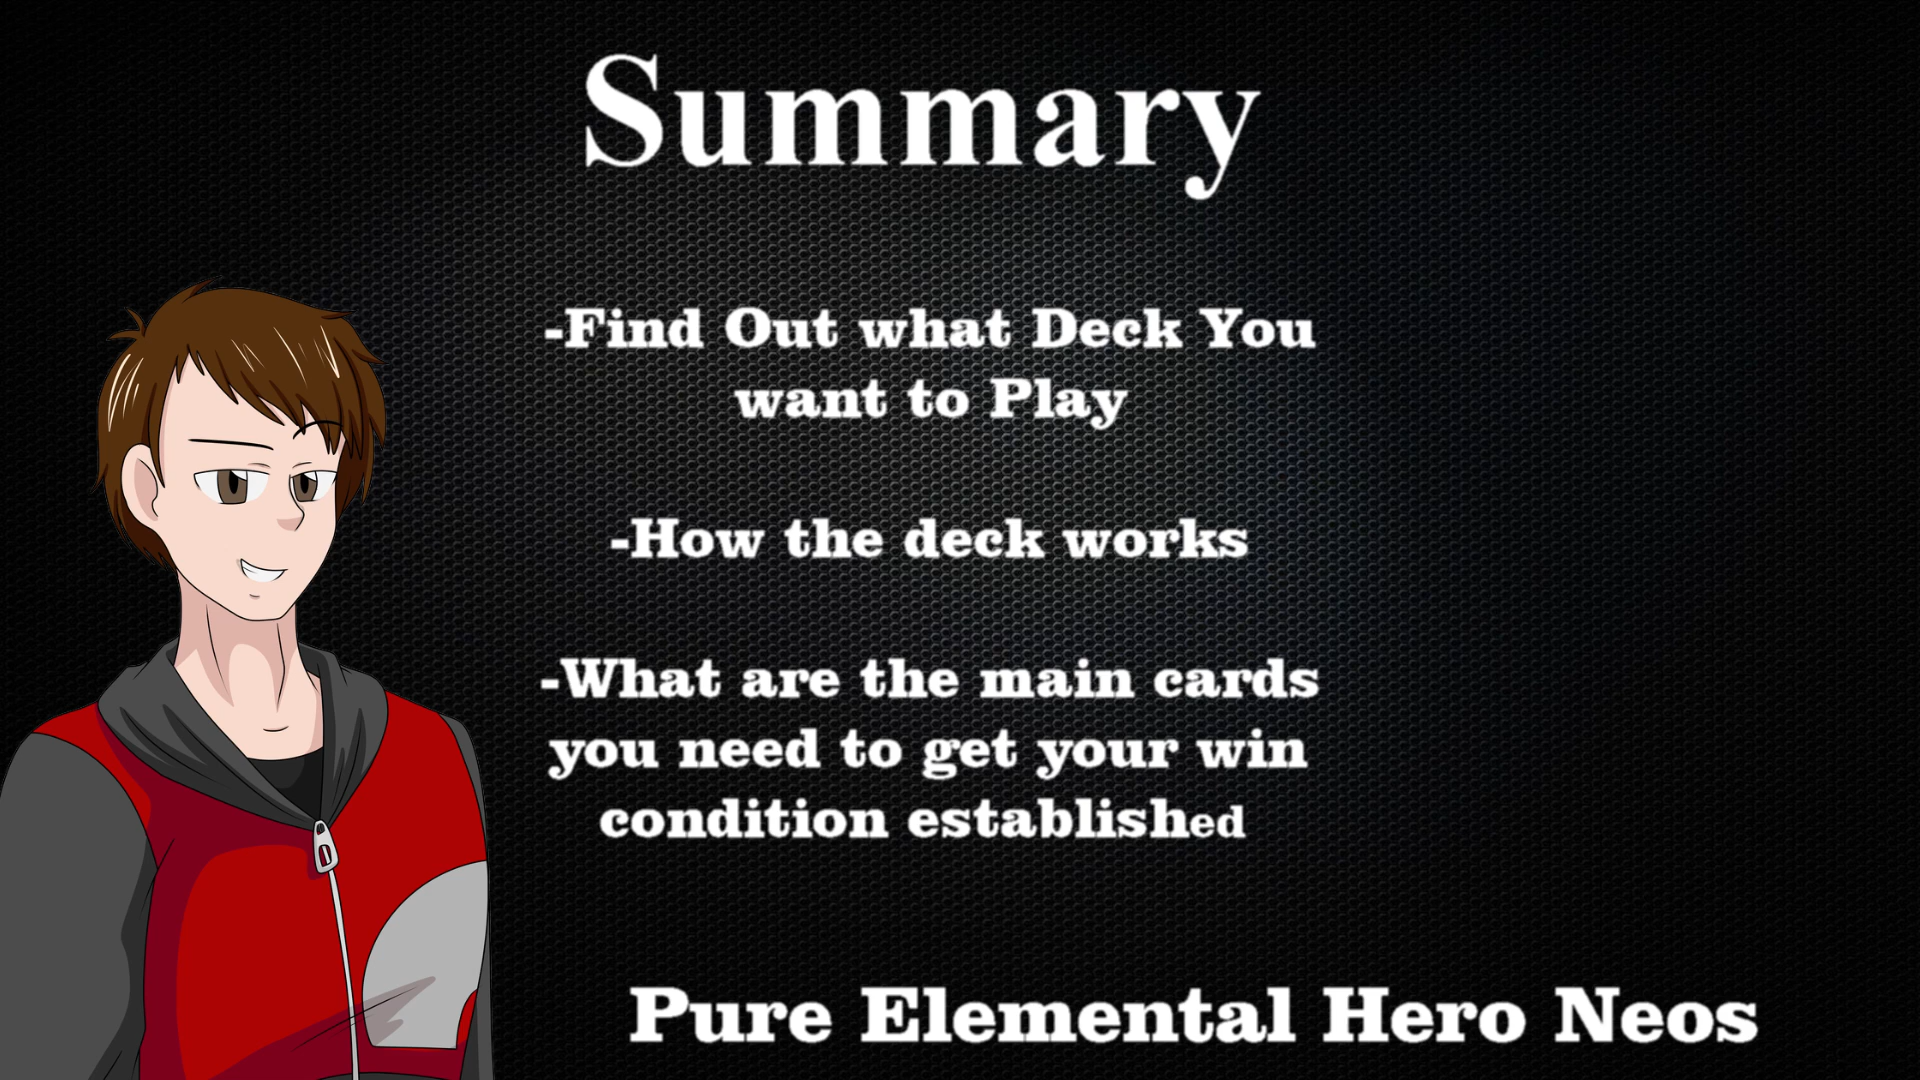 Summary
-Find Out what Deck You
want to Play
-How the deck works
-What are the main cards
you need to get your win
condition established
Pure Elemental Hero Neos